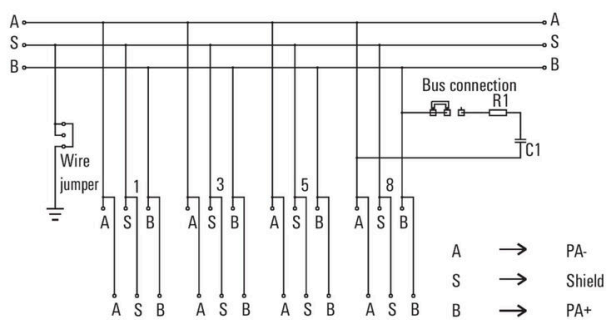 A A
S S
B B
Bus connection
R1
C1
Wire
jumper
1 3 5 8
A S B A S B A S B A S B
A S B A S B A S B A S B
A → PA-
S → Shield
B → PA+